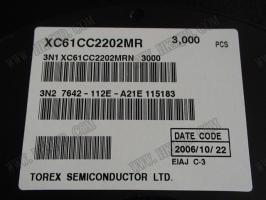 XC61CC2202MR 3,000 PCS
3N1 XC61CC2202MRN 3000
3N2 7642-112E-A21E 115183
DATE CODE
2006/10/22
EIAJ C-3
TOREX SEMICONDUCTOR LTD.